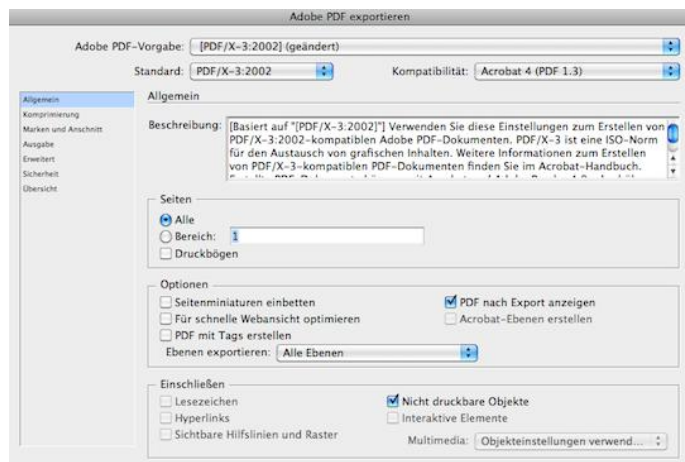 Adobe PDF exportieren
Adobe PDF-Vorgabe: [PDF/X-3:2002] (geändert)
Standard: PDF/X-3:2002 Kompatibilität: Acrobat 4 (PDF 1.3)
Allgemein
Komprimierung
Marken und Anschnitt
Ausgabe
Erweitert
Sicherheit
Übersicht
Allgemein
Beschreibung: [Basiert auf "[PDF/X-3:2002]"] Verwenden Sie diese Einstellungen zum Erstellen von
PDF/X-3:2002-kompatiblen Adobe PDF-Dokumenten. PDF/X-3 ist eine ISO-Norm
für den Austausch von grafischen Inhalten. Weitere Informationen zum Erstellen
von PDF/X-3-kompatiblen PDF-Dokumenten finden Sie im Acrobat-Handbuch.
Seiten
Alle
Bereich: 1
Druckbögen
Optionen
Seitenminiaturen einbetten PDF nach Export anzeigen
Für schnelle Webansicht optimieren Acrobat-Ebenen erstellen
PDF mit Tags erstellen
Ebenen exportieren: Alle Ebenen
Einschließen
Lesezeichen Nicht druckbare Objekte
Hyperlinks Interaktive Elemente
Sichtbare Hilfslinien und Raster Multimedia: Objekteinstellungen verwend...